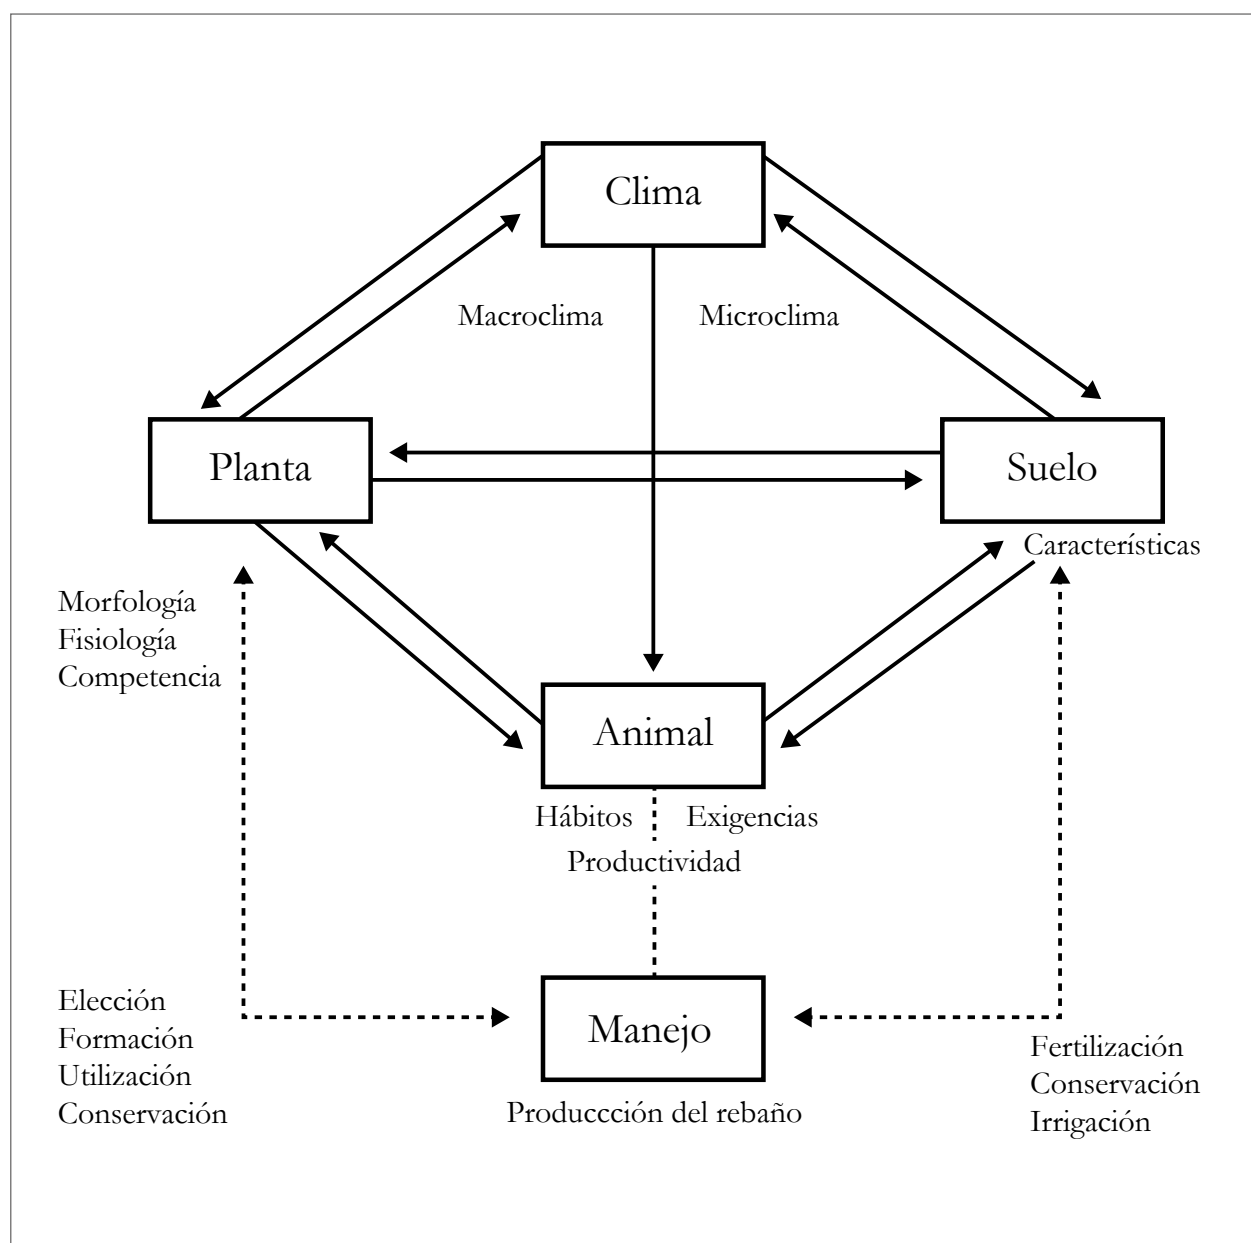 Clima
Macroclima
Microclima
Planta
Suelo
Características
Morfología
Fisiología
Competencia
Animal
Hábitos
Exigencias
Productividad
Elección
Formación
Utilización
Conservación
Manejo
Produccción del rebaño
Fertilización
Conservación
Irrigación